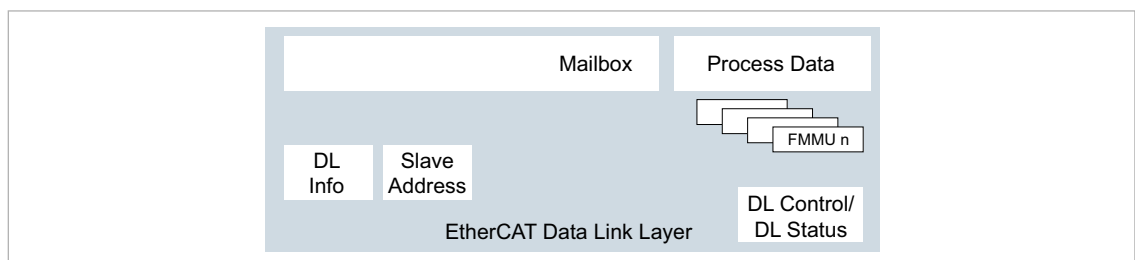 Mailbox
Process Data
FMMU n
DL
Info
Slave
Address
DL Control/
DL Status
EtherCAT Data Link Layer